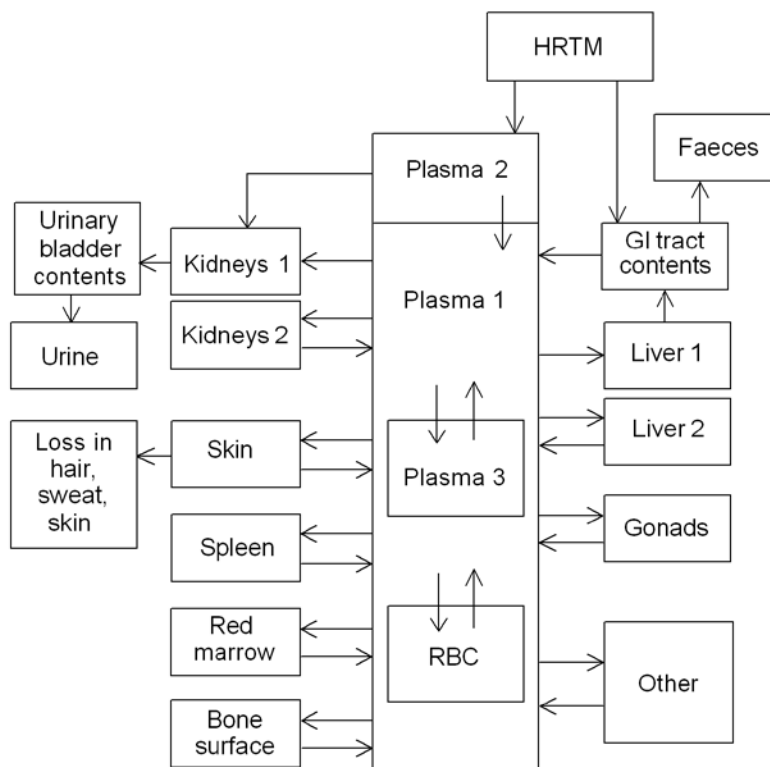 HRTM
Plasma 2
Faeces
Urinary
bladder
contents
Kidneys 1
GI tract
contents
Plasma 1
Kidneys 2
Urine
Liver 1
Loss in
hair,
sweat,
skin
Skin
Liver 2
Plasma 3
Spleen
Gonads
Red
marrow
RBC
Other
Bone
surface